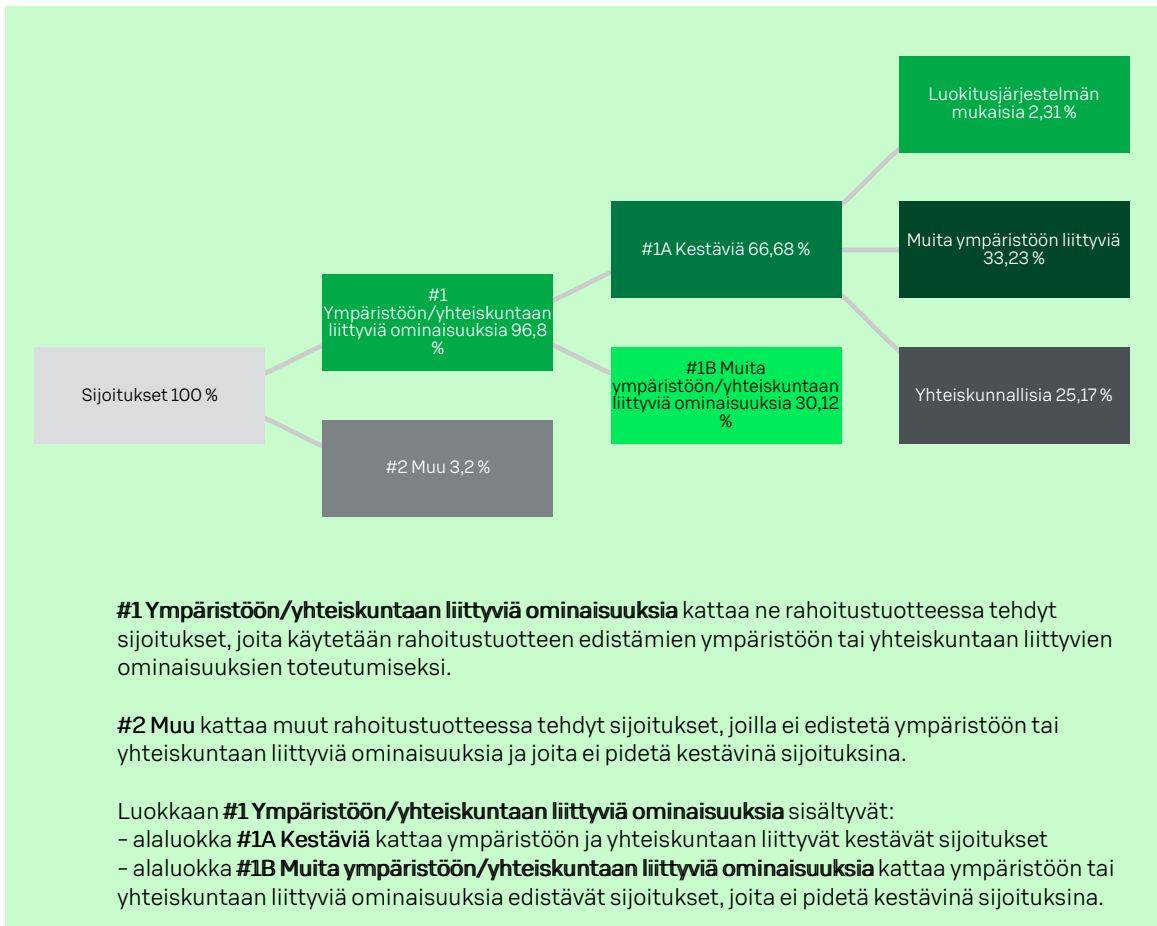 Sijoitukset 100 %
#1
Ympäristöön/yhteiskuntaan
liittyviä ominaisuuksia 96,8
%
#2 Muu 3,2 %
#1A Kestäviä 66,68 %
#1B Muita
ympäristöön/yhteiskuntaan
liittyviä ominaisuuksia 30,12
%
Luokitusjärjestelmän
mukaisia 2,31 %
Muita ympäristöön liittyviä
33,23 %
Yhteiskunnallisia 25,17 %
#1 Ympäristöön/yhteiskuntaan liittyviä ominaisuuksia kattaa ne rahoitustuotteessa tehdyt
sijoitukset, joita käytetään rahoitustuotteen edistämien ympäristöön tai yhteiskuntaan liittyvien
ominaisuuksien toteutumiseksi.
#2 Muu kattaa muut rahoitustuotteessa tehdyt sijoitukset, joilla ei edistetä ympäristöön tai
yhteiskuntaan liittyviä ominaisuuksia ja joita ei pidetä kestävinä sijoituksina.
Luokkaan #1 Ympäristöön/yhteiskuntaan liittyviä ominaisuuksia sisältyvät:
- alaluokka #1A Kestäviä kattaa ympäristöön ja yhteiskuntaan liittyvät kestävät sijoitukset
- alaluokka #1B Muita ympäristöön/yhteiskuntaan liittyviä ominaisuuksia kattaa ympäristöön tai
yhteiskuntaan liittyviä ominaisuuksia edistävät sijoitukset, joita ei pidetä kestävinä sijoituksina.